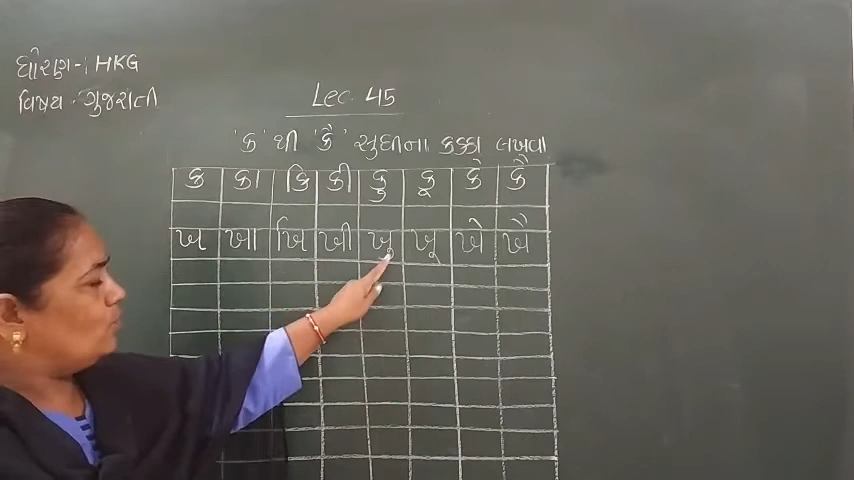 ધોરણ - : HKG
વિષય - ગુજરાતી
Lec. 45
'ક' થી 'કૈ' સુધીના કક્કા લખવા
ક કા કિ કી કુ કૂ કે કૈ
ખ ખા ખિ ખી ખુ ખૂ ખે ખૈ